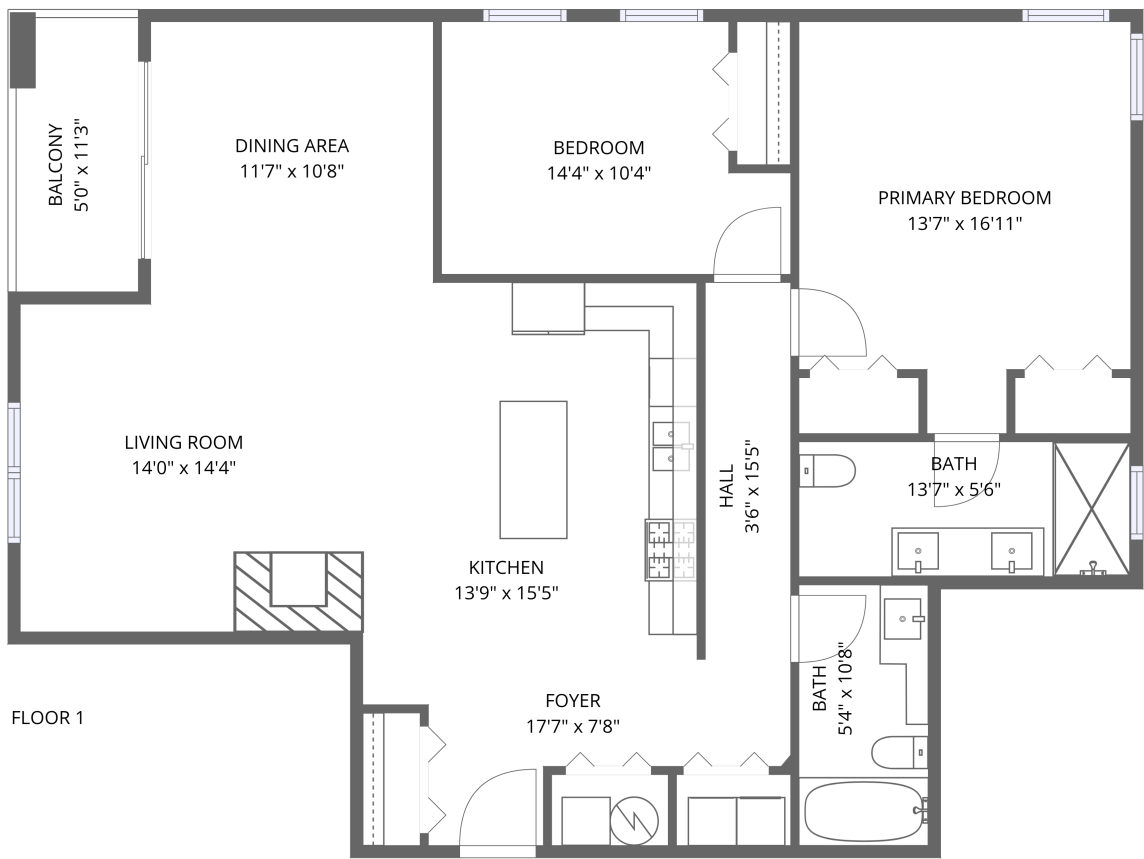 BALCONY
5'0" x 11'3"
DINING AREA
11'7" x 10'8"
BEDROOM
14'4" x 10'4"
PRIMARY BEDROOM
13'7" x 16'11"
LIVING ROOM
14'0" x 14'4"
KITCHEN
13'9" x 15'5"
HALL
3'6" x 15'5"
BATH
13'7" x 5'6"
BATH
5'4" x 10'8"
FOYER
17'7" x 7'8"
FLOOR 1